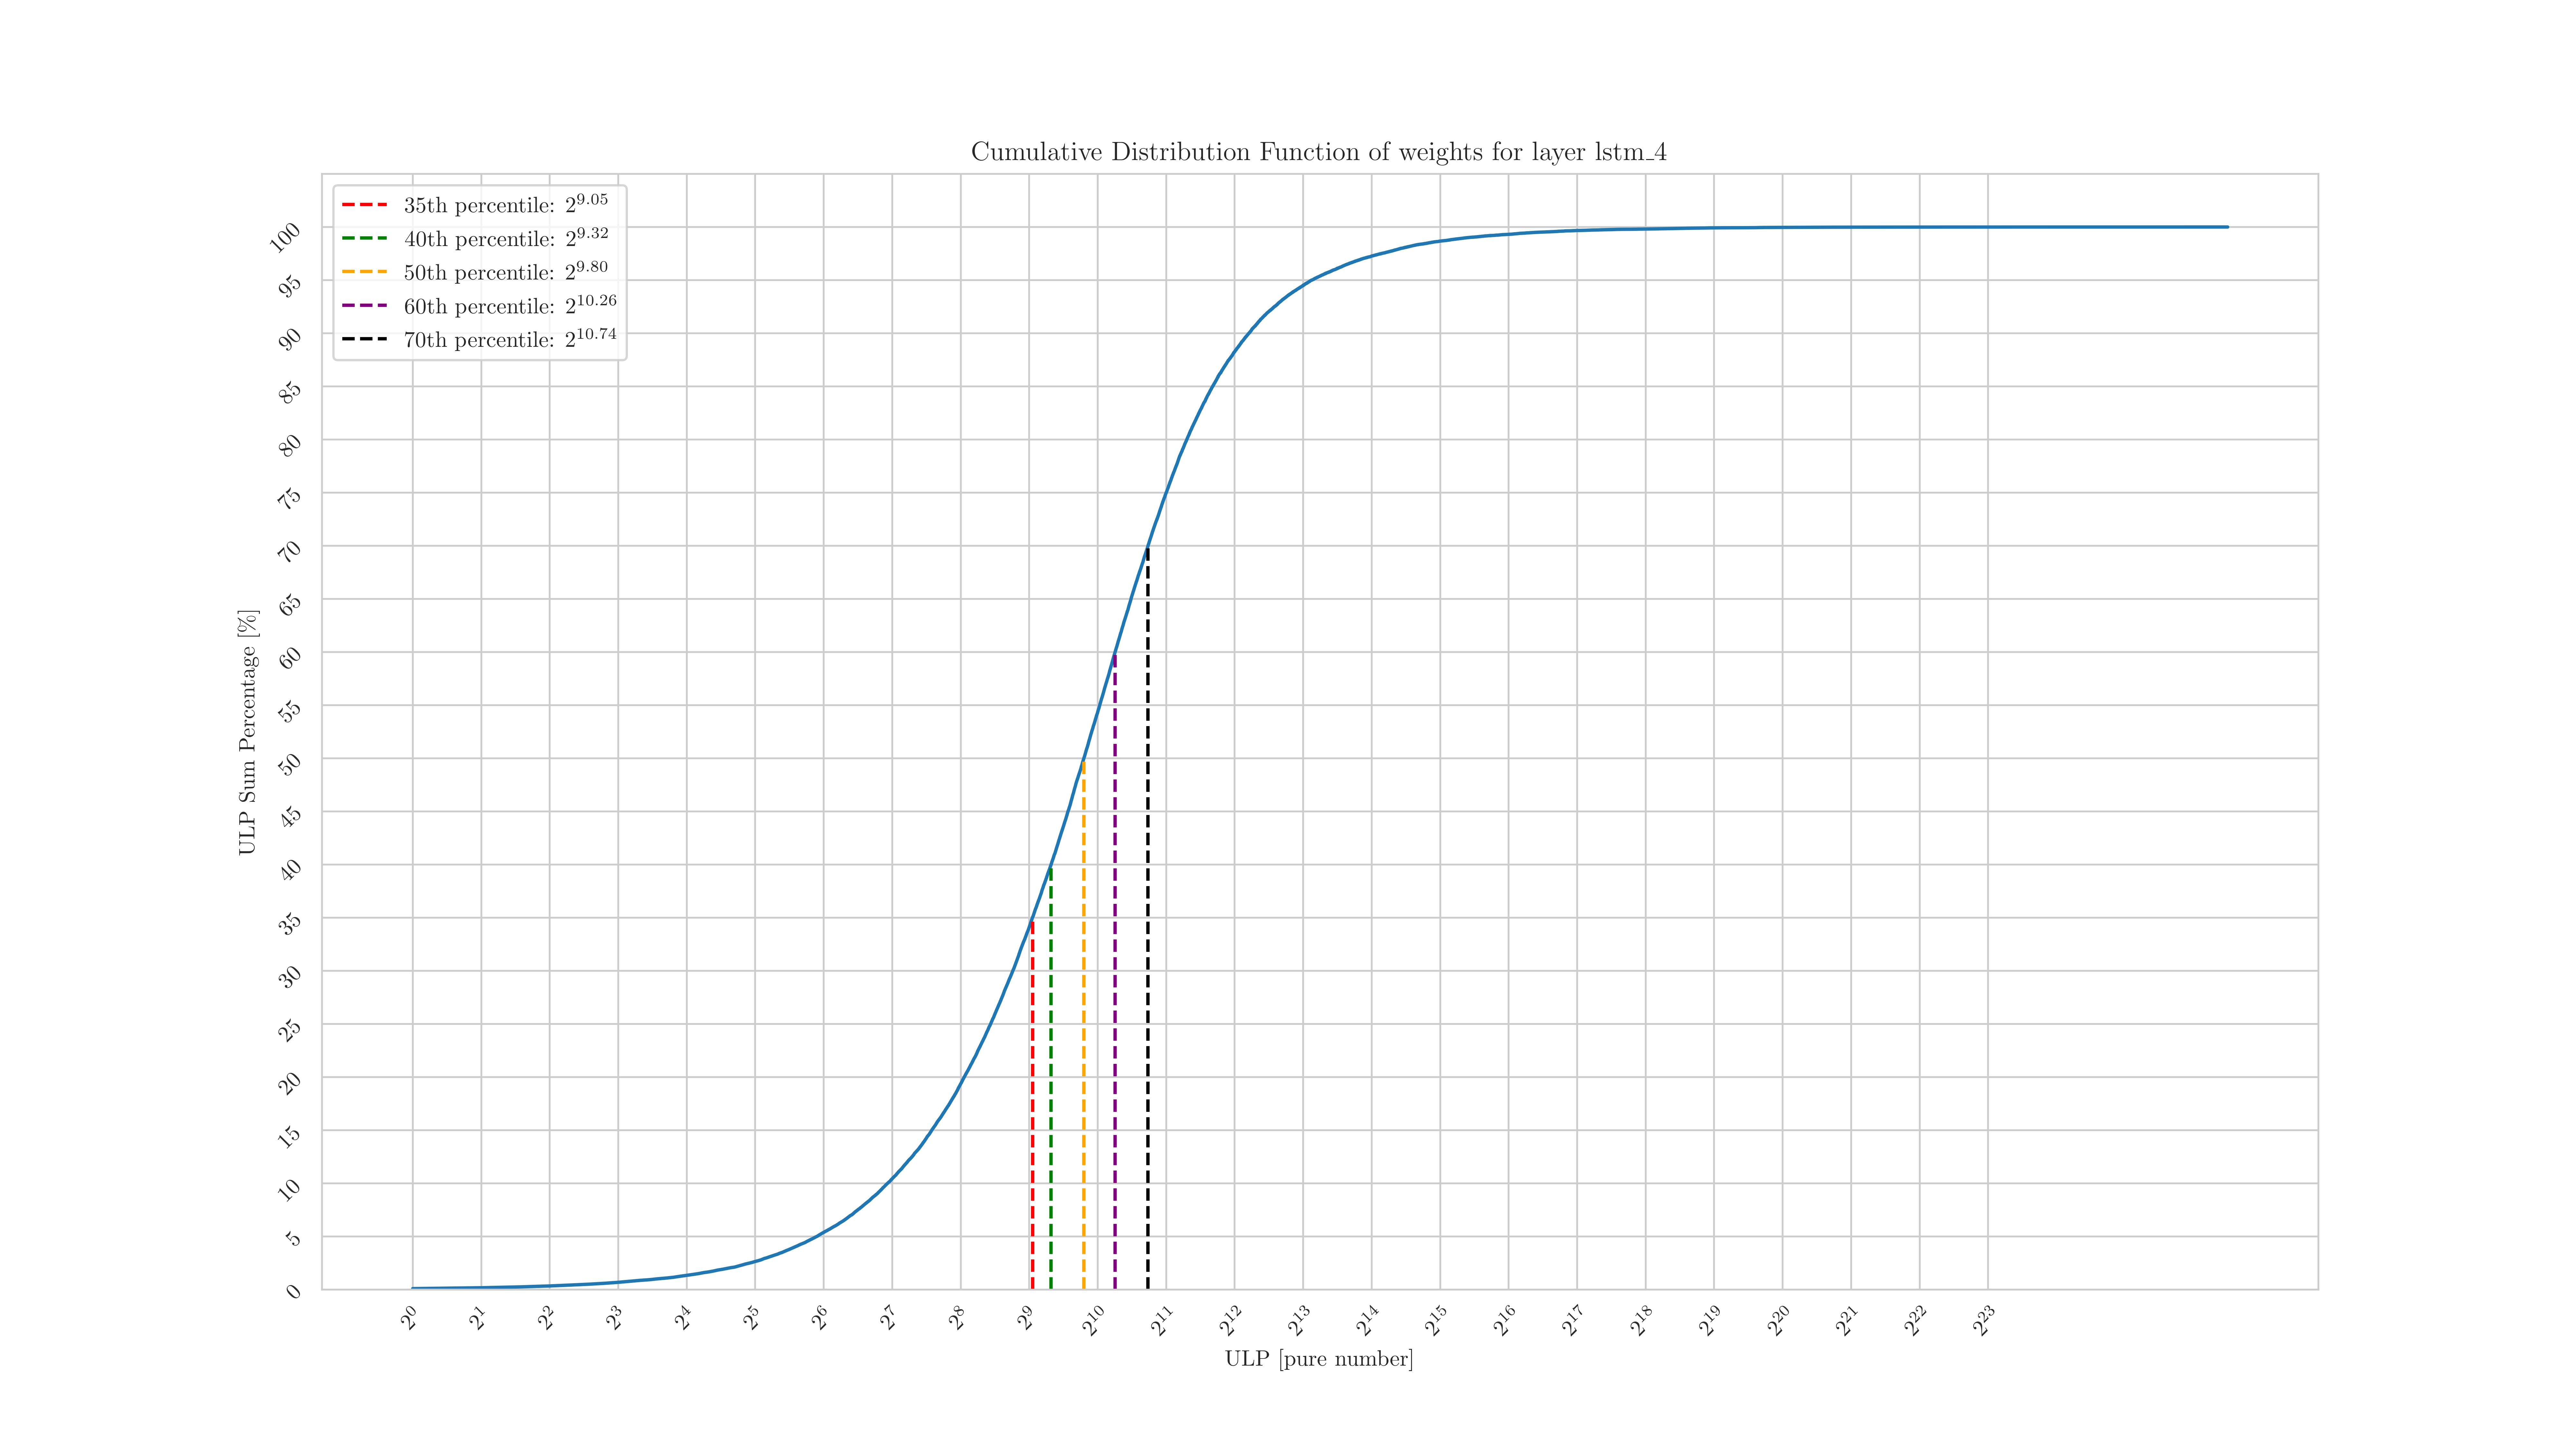 Cumulative Distribution Function of weights for layer lstm_4
35th percentile: 2^9.05
40th percentile: 2^9.32
50th percentile: 2^9.80
60th percentile: 2^10.26
70th percentile: 2^10.74
ULP Sum Percentage [%]
100
95
90
85
80
75
70
65
60
55
50
45
40
35
30
25
20
15
10
5
0
2^0 2^1 2^2 2^3 2^4 2^5 2^6 2^7 2^8 2^9 2^10 2^11 2^12 2^13 2^14 2^15 2^16 2^17 2^18 2^19 2^20 2^21 2^22 2^23
ULP [pure number]